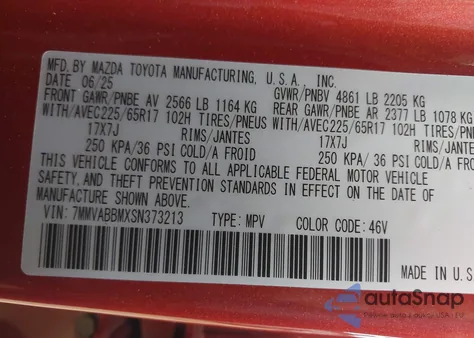 MFD. BY MAZDA TOYOTA MANUFACTURING, U.S.A., INC.
DATE 06/25 GVWR/PNBV 4861 LB 2205 KG
FRONT GAWR/PNBE AV 2566 LB 1164 KG REAR GAWR/PNBE AR 2377 LB 1078 KG
WITH/AVEC225/65R17 102H TIRES/PNEUS WITH/AVEC225/65R17 102H TIRES/PN
17X7J RIMS/JANTES 17X7J RIMS/JANTES
250 KPA/36 PSI COLD/A FROID 250 KPA/36 PSI COLD/A FROID
THIS VEHICLE CONFORMS TO ALL APPLICABLE FEDERAL MOTOR VEHICLE
SAFETY,AND THEFT PREVENTION STANDARDS IN EFFECT ON THE DATE OF
MANUFACTURE SHOWN ABOVE.
VIN: 7MMVABBMXSN373213 TYPE: MPV COLOR CODE: 46V
MADE IN U.S
autoSnap